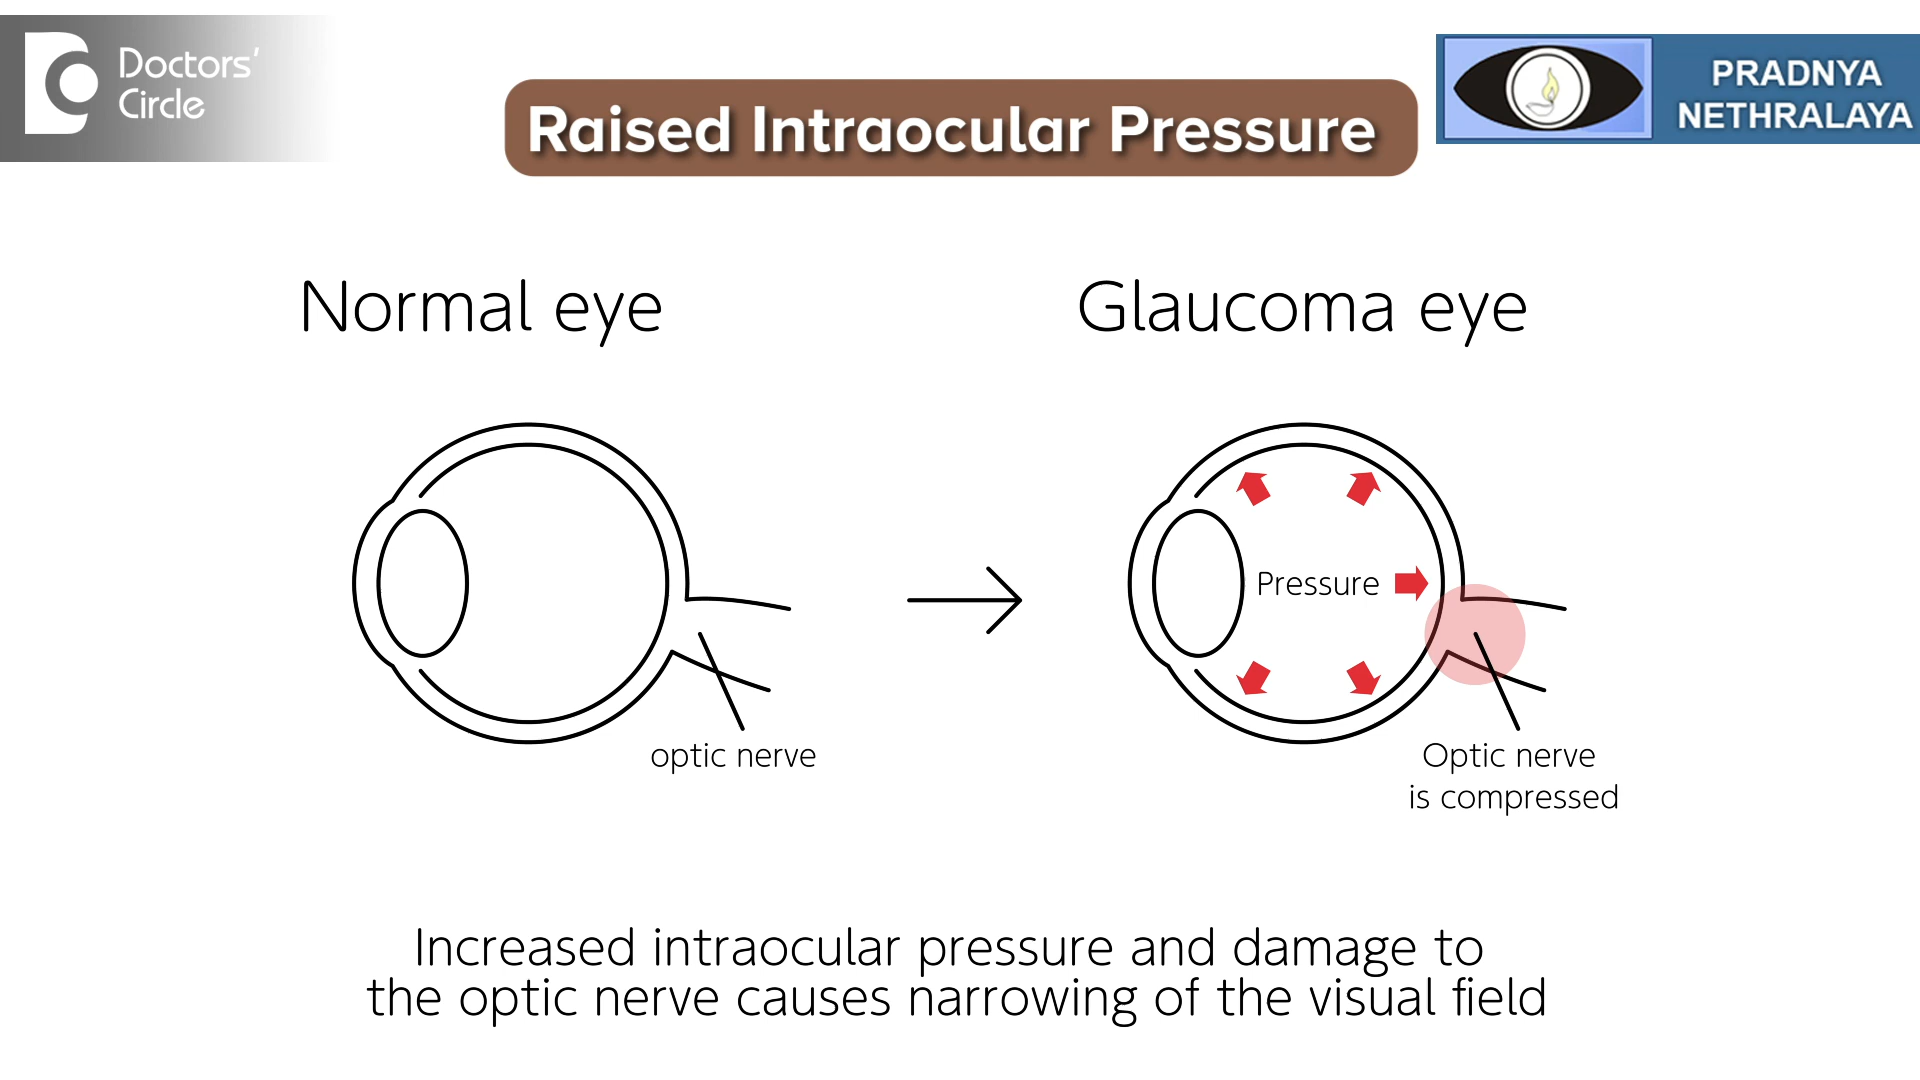 Doctors'
Circle
Raised Intraocular Pressure
PRADNYA
NETHRALAYA
Normal eye
Glaucoma eye
Pressure
optic nerve
Optic nerve
is compressed
Increased intraocular pressure and damage to
the optic nerve causes narrowing of the visual field